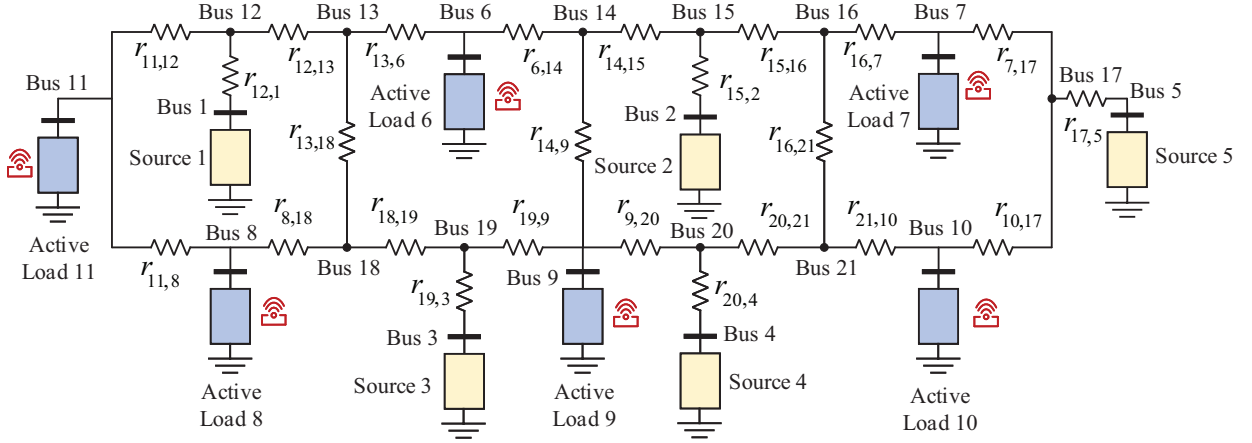 Bus 12
Bus 13
Bus 6
Bus 14
Bus 15
Bus 16
Bus 7
r11,12
r12,13
r13,6
r6,14
r14,15
r15,16
r16,7
r7,17
Bus 11
r12,1
Bus 17
Bus 5
Bus 1
Active
Load 6
Bus 2
r15,2
Active
Load 7
r17,5
Source 1
r13,18
r14,9
Source 2
r16,21
Source 5
r8,18
r18,19
r19,9
r9,20
r20,21
r21,10
r10,17
Bus 8
Bus 19
Bus 20
Bus 10
Active
Load 11
r11,8
Bus 18
Bus 9
Bus 21
r19,3
r20,4
Bus 3
Bus 4
Source 3
Source 4
Active
Load 8
Active
Load 9
Active
Load 10